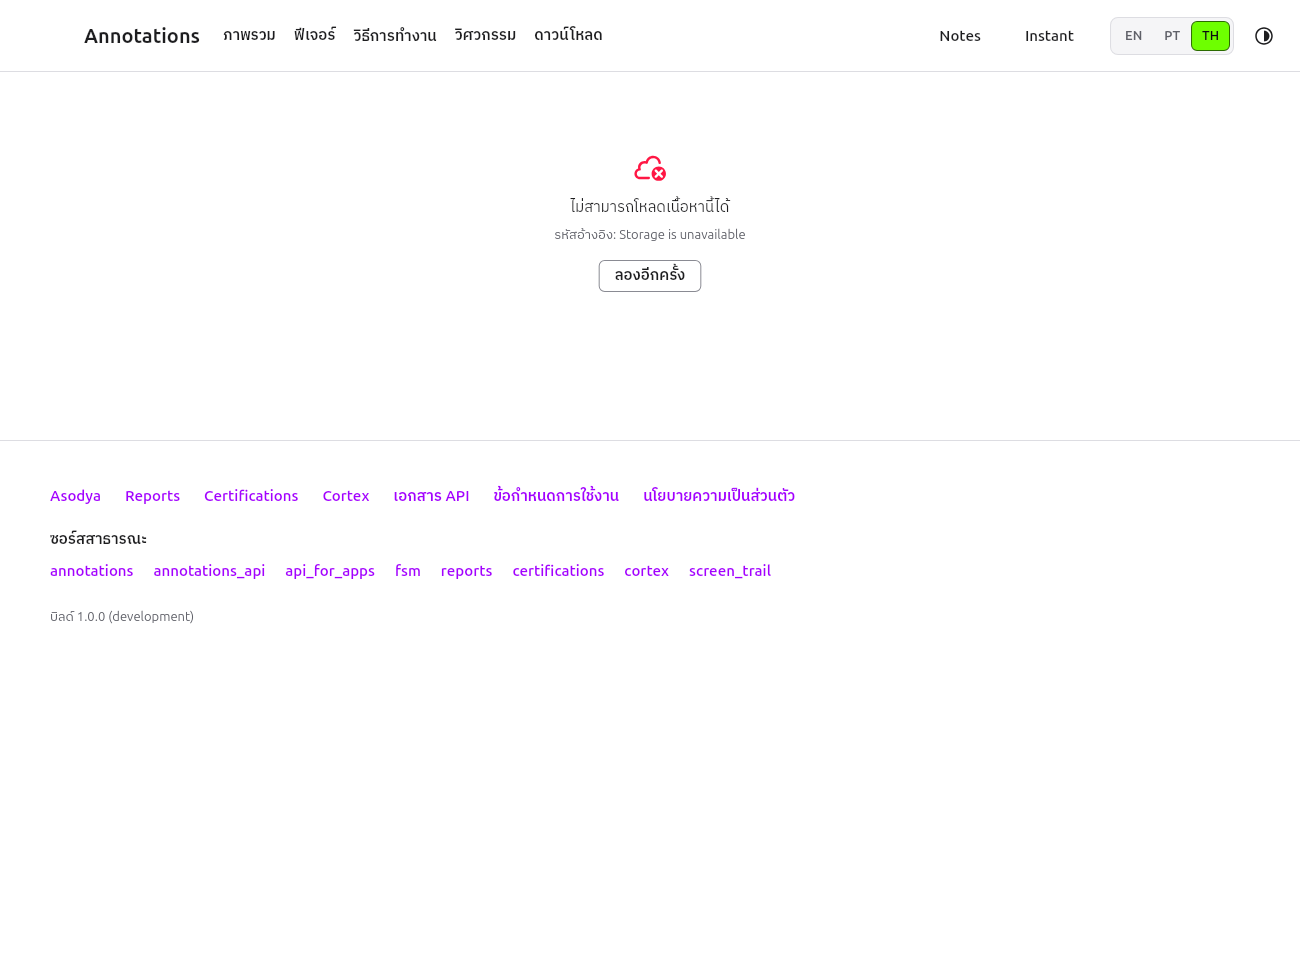 Annotations ภาพรวม ฟีเจอร์ วิธีการทำงาน วิศวกรรม ดาวน์โหลด Notes Instant EN PT TH
ไม่สามารถโหลดเนื้อหานี้ได้
รหัสอ้างอิง: Storage is unavailable
ลองอีกครั้ง
Asodya Reports Certifications Cortex เอกสาร API ข้อกำหนดการใช้งาน นโยบายความเป็นส่วนตัว
ซอร์สสาธารณะ
annotations annotations_api api_for_apps fsm reports certifications cortex screen_trail
บิลด์ 1.0.0 (development)